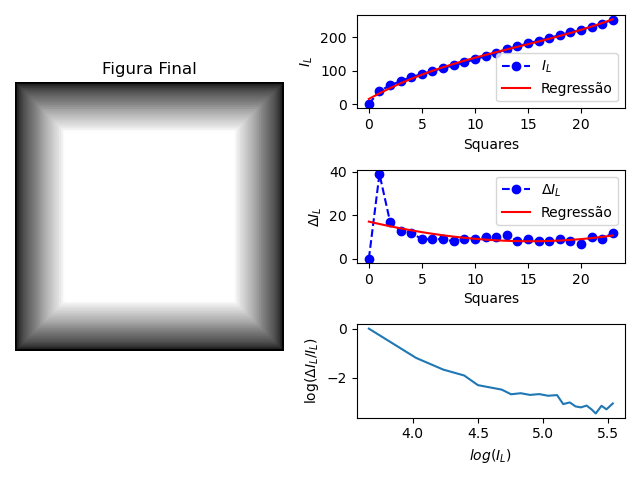 Figura Final
I_L
200
100
0
I_L
Regressão
0 5 10 15 20
Squares
ΔI_L
40
20
0
ΔI_L
Regressão
0 5 10 15 20
Squares
log(ΔI_L/I_L)
0
−2
4.0 4.5 5.0 5.5
log(I_L)